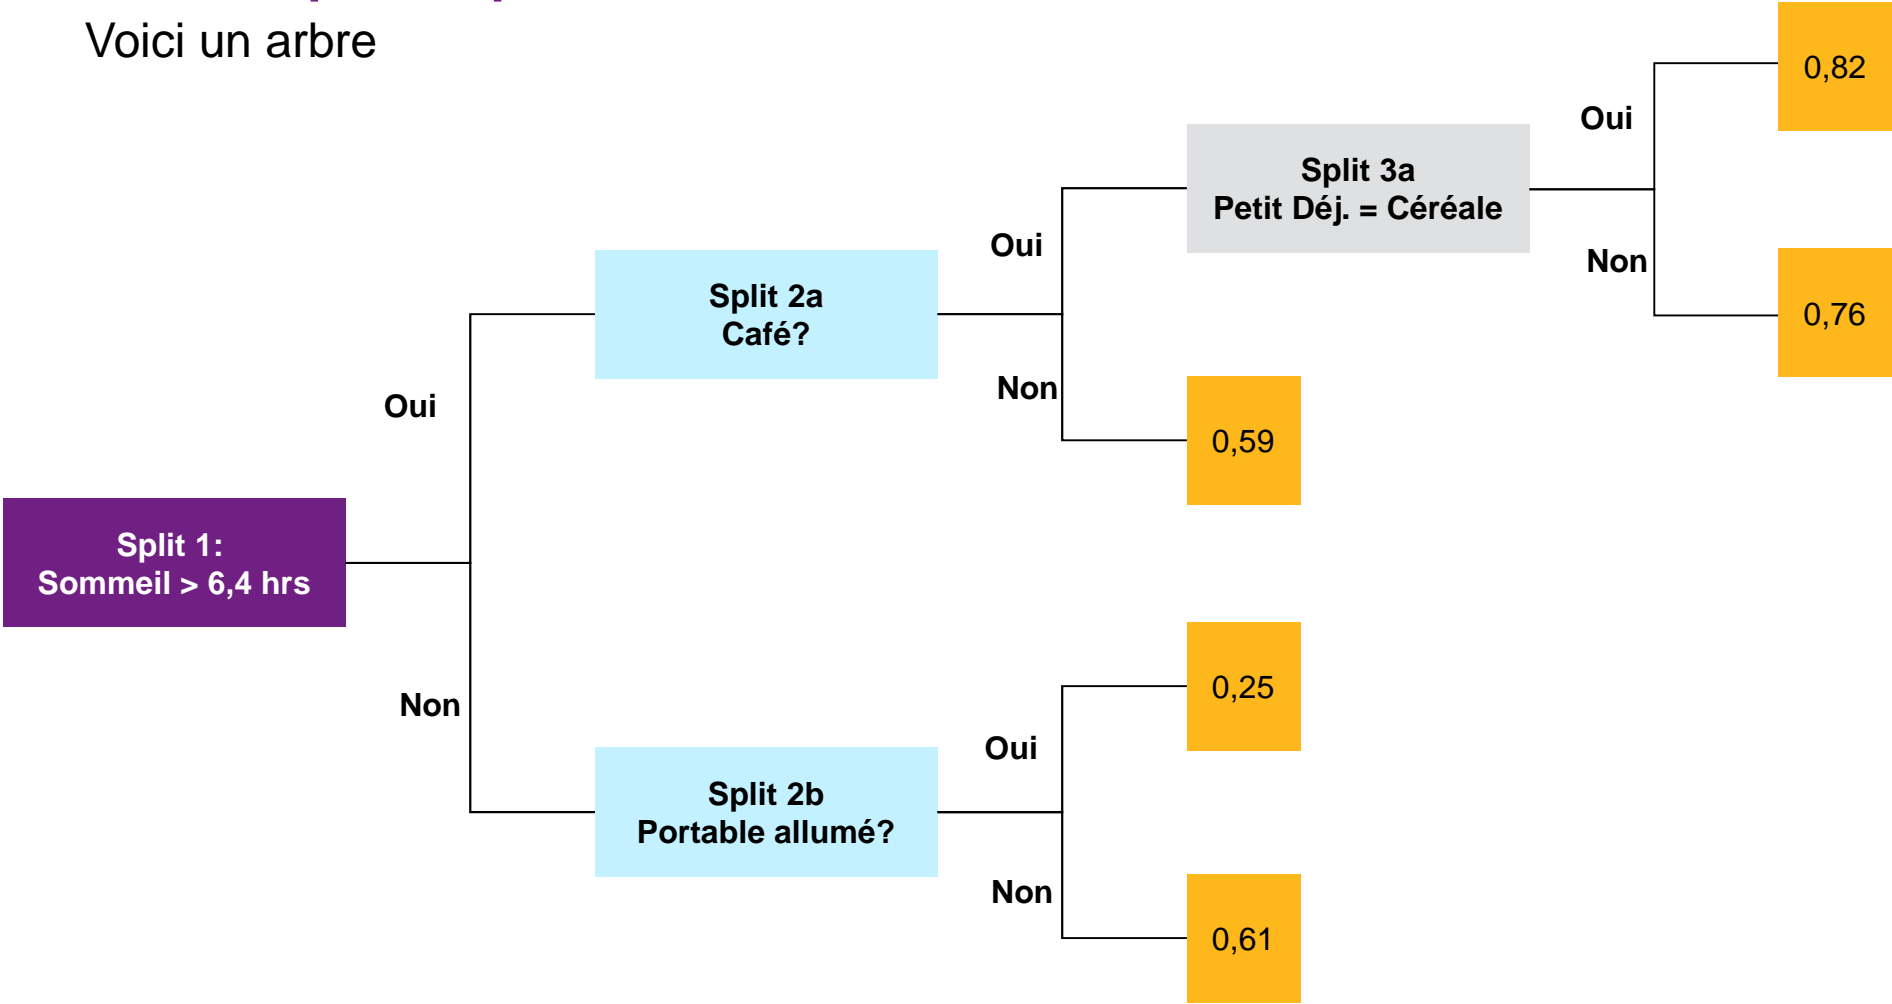 Voici un arbre
0,82
Oui
Split 3a
Petit Déj. = Céréale
Non
0,76
Oui
Split 2a
Café?
Non
0,59
Oui
Split 1:
Sommeil > 6,4 hrs
Non
0,25
Oui
Split 2b
Portable allumé?
Non
0,61